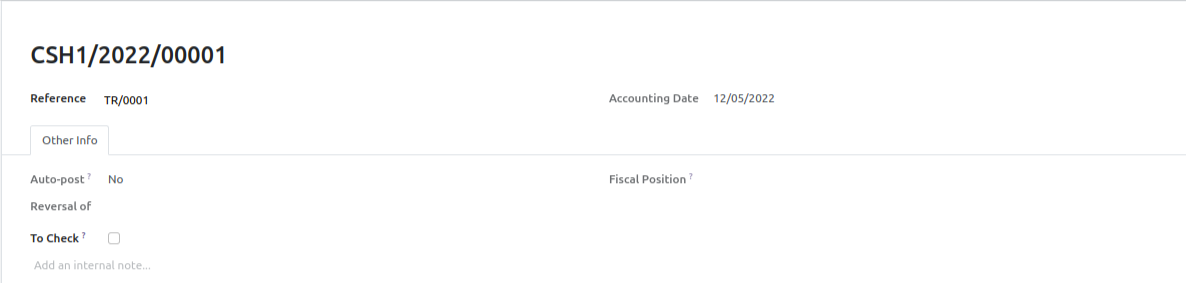 CSH1/2022/00001
Reference TR/0001 Accounting Date 12/05/2022
Other Info
Auto-post ? No Fiscal Position ?
Reversal of
To Check ?
Add an internal note...